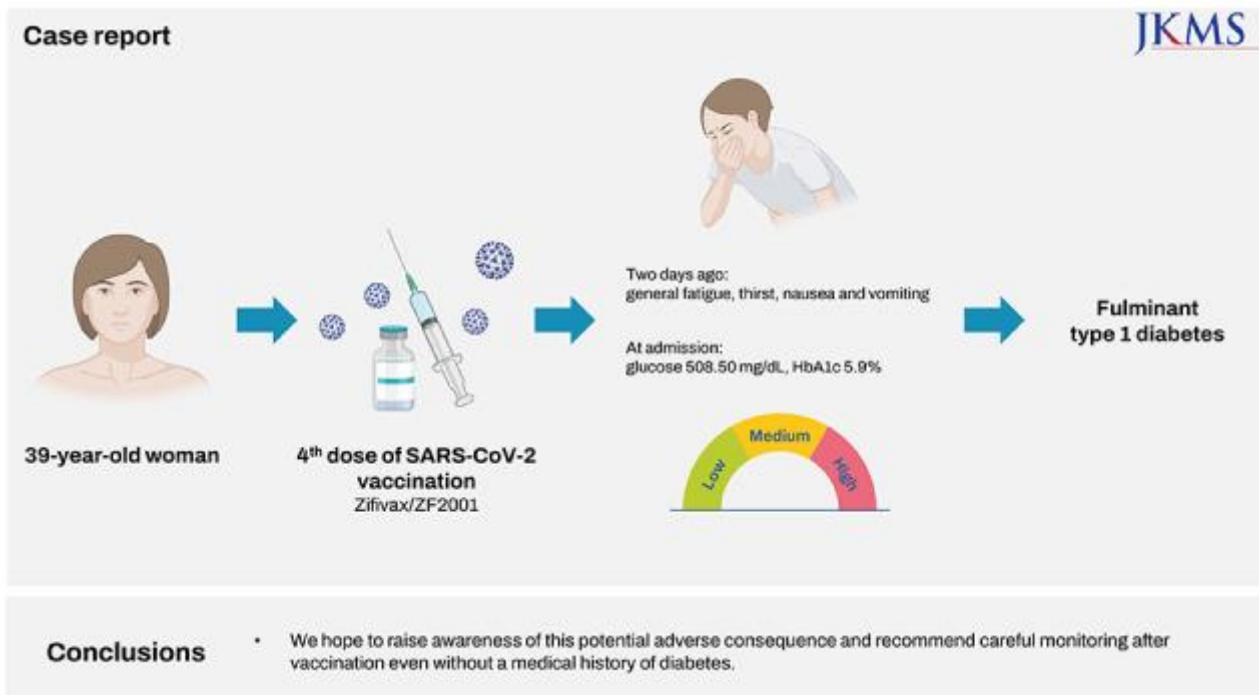 Case report
JKMS
Two days ago:
general fatigue, thirst, nausea and vomiting
At admission:
glucose 508.50 mg/dL, HbA1c 5.9%
Fulminant
type 1 diabetes
Low
Medium
High
39-year-old woman
4th dose of SARS-CoV-2
vaccination
Zifivax/ZF2001
Conclusions
• We hope to raise awareness of this potential adverse consequence and recommend careful monitoring after
vaccination even without a medical history of diabetes.